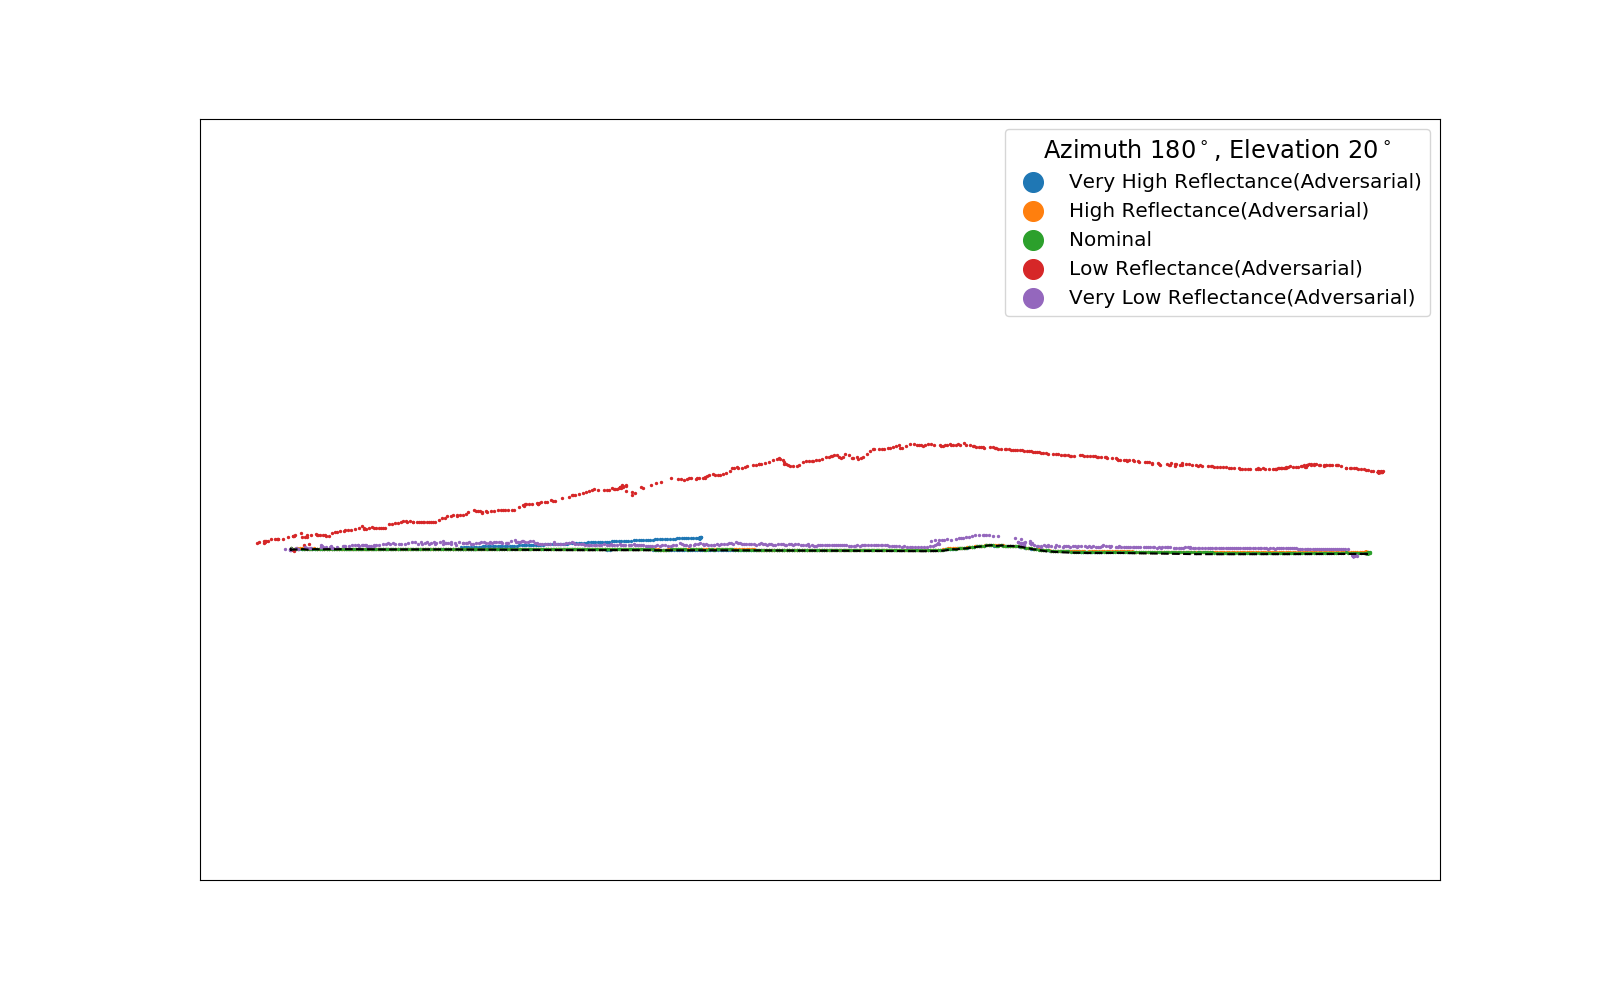 Azimuth 180°, Elevation 20°
Very High Reflectance(Adversarial)
High Reflectance(Adversarial)
Nominal
Low Reflectance(Adversarial)
Very Low Reflectance(Adversarial)